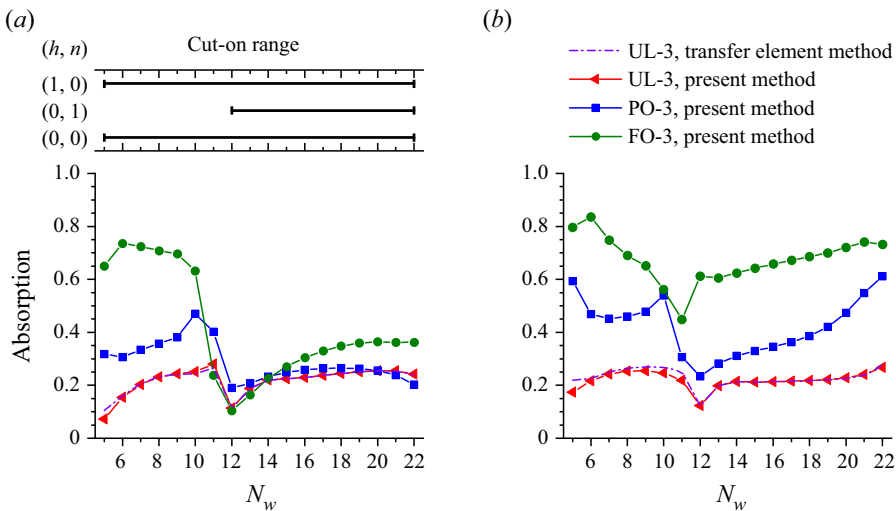 (a)
(h, n)
Cut-on range
(1, 0)
(0, 1)
(0, 0)
1.0
0.8
0.6
0.4
0.2
0
Absorption
6 8 10 12 14 16 18 20 22
N_w
(b)
UL-3, transfer element method
UL-3, present method
PO-3, present method
FO-3, present method
1.0
0.8
0.6
0.4
0.2
0
6 8 10 12 14 16 18 20 22
N_w